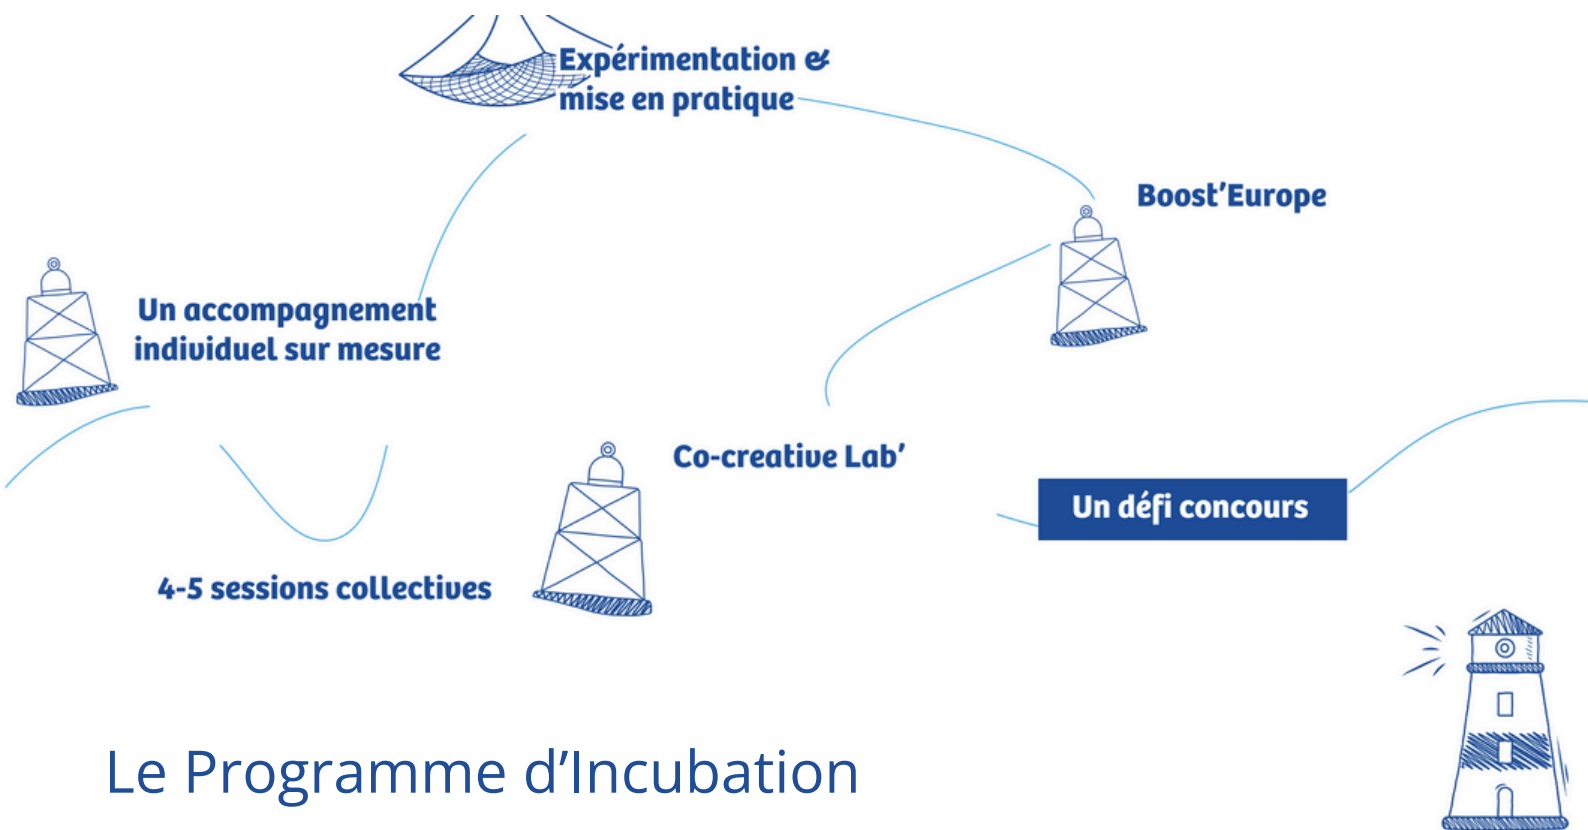 Expérimentation &
mise en pratique
Boost’Europe
Un accompagnement
individuel sur mesure
Co-creative Lab’
Un défi concours
4-5 sessions collectives
Le Programme d’Incubation